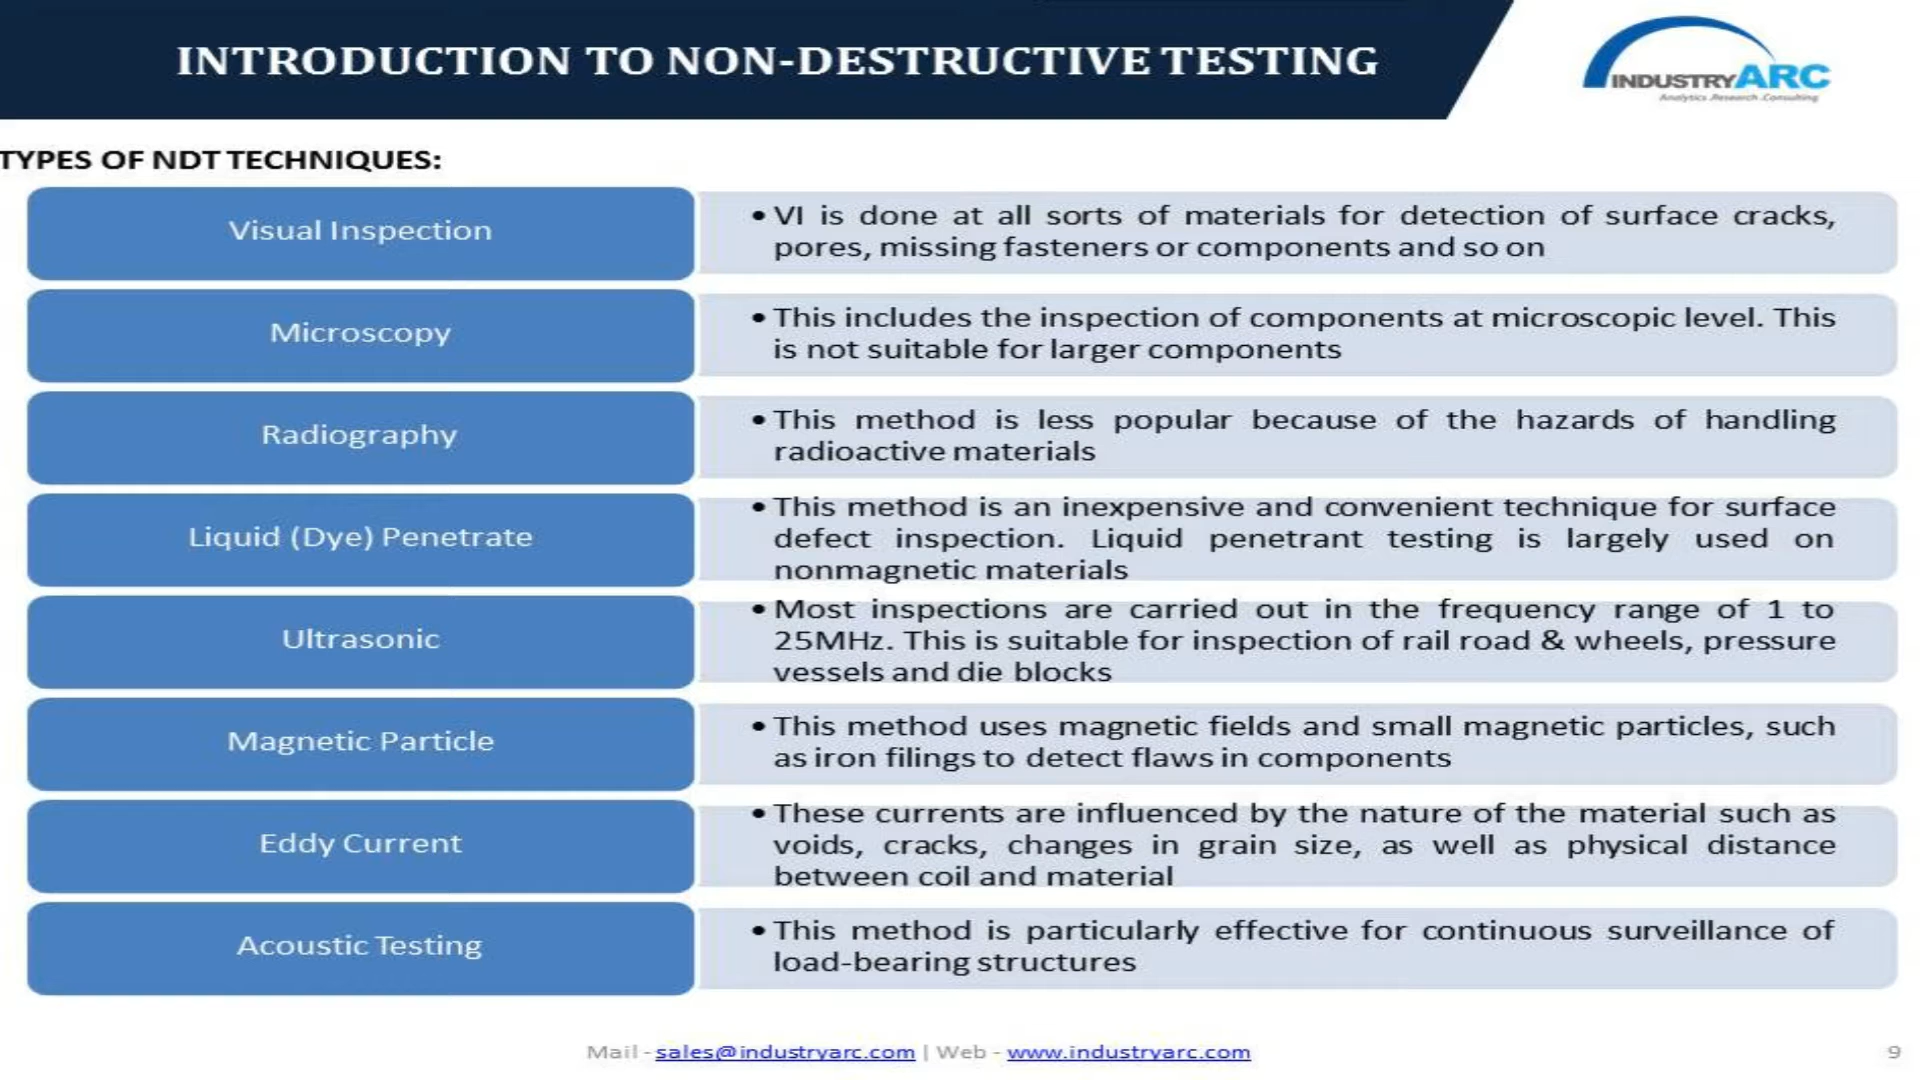 INTRODUCTION TO NON-DESTRUCTIVE TESTING
INDUSTRYARC
Analytics.Research.Consulting
TYPES OF NDT TECHNIQUES:
Visual Inspection
• VI is done at all sorts of materials for detection of surface cracks,
pores, missing fasteners or components and so on
Microscopy
• This includes the inspection of components at microscopic level. This
is not suitable for larger components
Radiography
• This method is less popular because of the hazards of handling
radioactive materials
Liquid (Dye) Penetrate
• This method is an inexpensive and convenient technique for surface
defect inspection. Liquid penetrant testing is largely used on
nonmagnetic materials
Ultrasonic
• Most inspections are carried out in the frequency range of 1 to
25MHz. This is suitable for inspection of rail road & wheels, pressure
vessels and die blocks
Magnetic Particle
• This method uses magnetic fields and small magnetic particles, such
as iron filings to detect flaws in components
Eddy Current
• These currents are influenced by the nature of the material such as
voids, cracks, changes in grain size, as well as physical distance
between coil and material
Acoustic Testing
• This method is particularly effective for continuous surveillance of
load-bearing structures
Mail - sales@industryarc.com | Web - www.industryarc.com
9